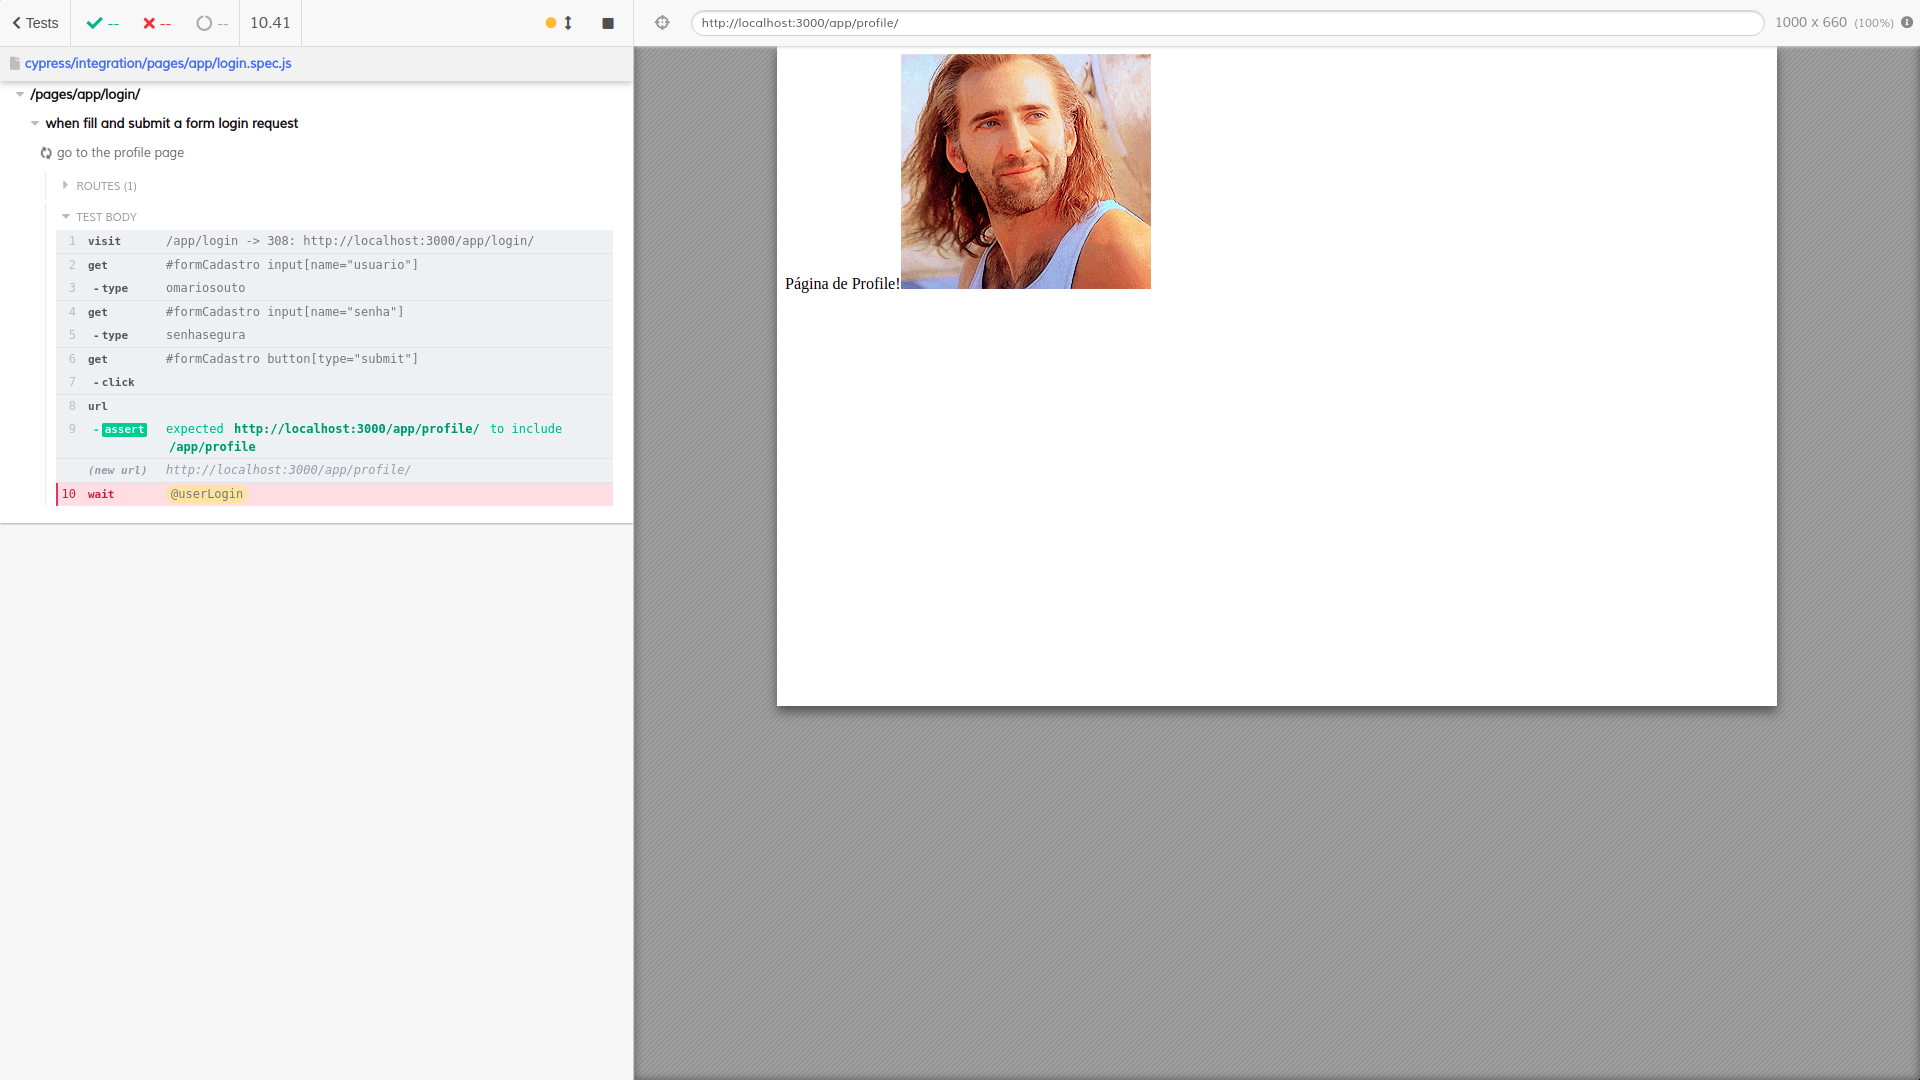 Tests
--
--
--
10.41
http://localhost:3000/app/profile/
1000 x 660 (100%)
cypress/integration/pages/app/login.spec.js
/pages/app/login/
when fill and submit a form login request
go to the profile page
ROUTES (1)
TEST BODY
1 visit /app/login -> 308: http://localhost:3000/app/login/
2 get #formCadastro input[name="usuario"]
3 -type omariosouto
4 get #formCadastro input[name="senha"]
5 -type senhasegura
6 get #formCadastro button[type="submit"]
7 -click
8 url
9 -assert expected http://localhost:3000/app/profile/ to include
/app/profile
(new url) http://localhost:3000/app/profile/
10 wait @userLogin
Página de Profile!